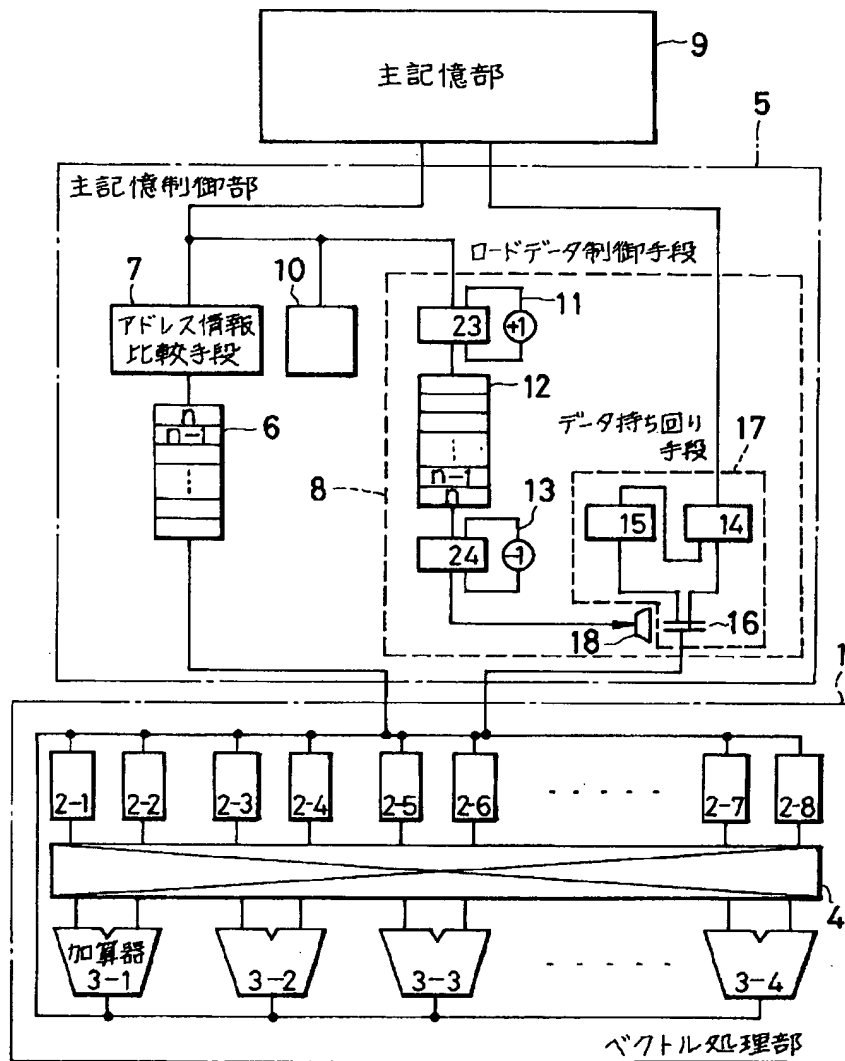 主記憶部
9
5
主記憶制御部
ロードデータ制御手段
7
10
アドレス情報
比較手段
23
+1
11
12
n
n-1
6
データ持ち回り
手段
17
8
n-1
n
13
15
14
24
-1
18
16
1
2-1
2-2
2-3
2-4
2-5
2-6
2-7
2-8
4
加算器
3-1
3-2
3-3
3-4
ベクトル処理部